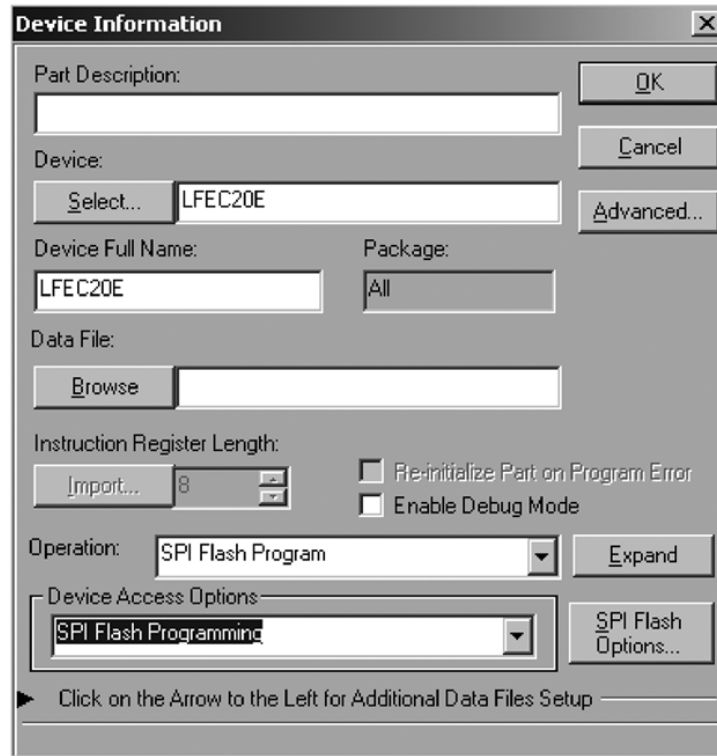 Device Information
Part Description:
OK
Cancel
Device:
Select...
LFEC20E
Advanced...
Device Full Name:
Package:
LFEC20E
All
Data File:
Browse
Instruction Register Length:
Import...
8
Re-initialize Part on Program Error
Enable Debug Mode
Operation:
SPI Flash Program
Expand
Device Access Options
SPI Flash Programming
SPI Flash
Options...
Click on the Arrow to the Left for Additional Data Files Setup